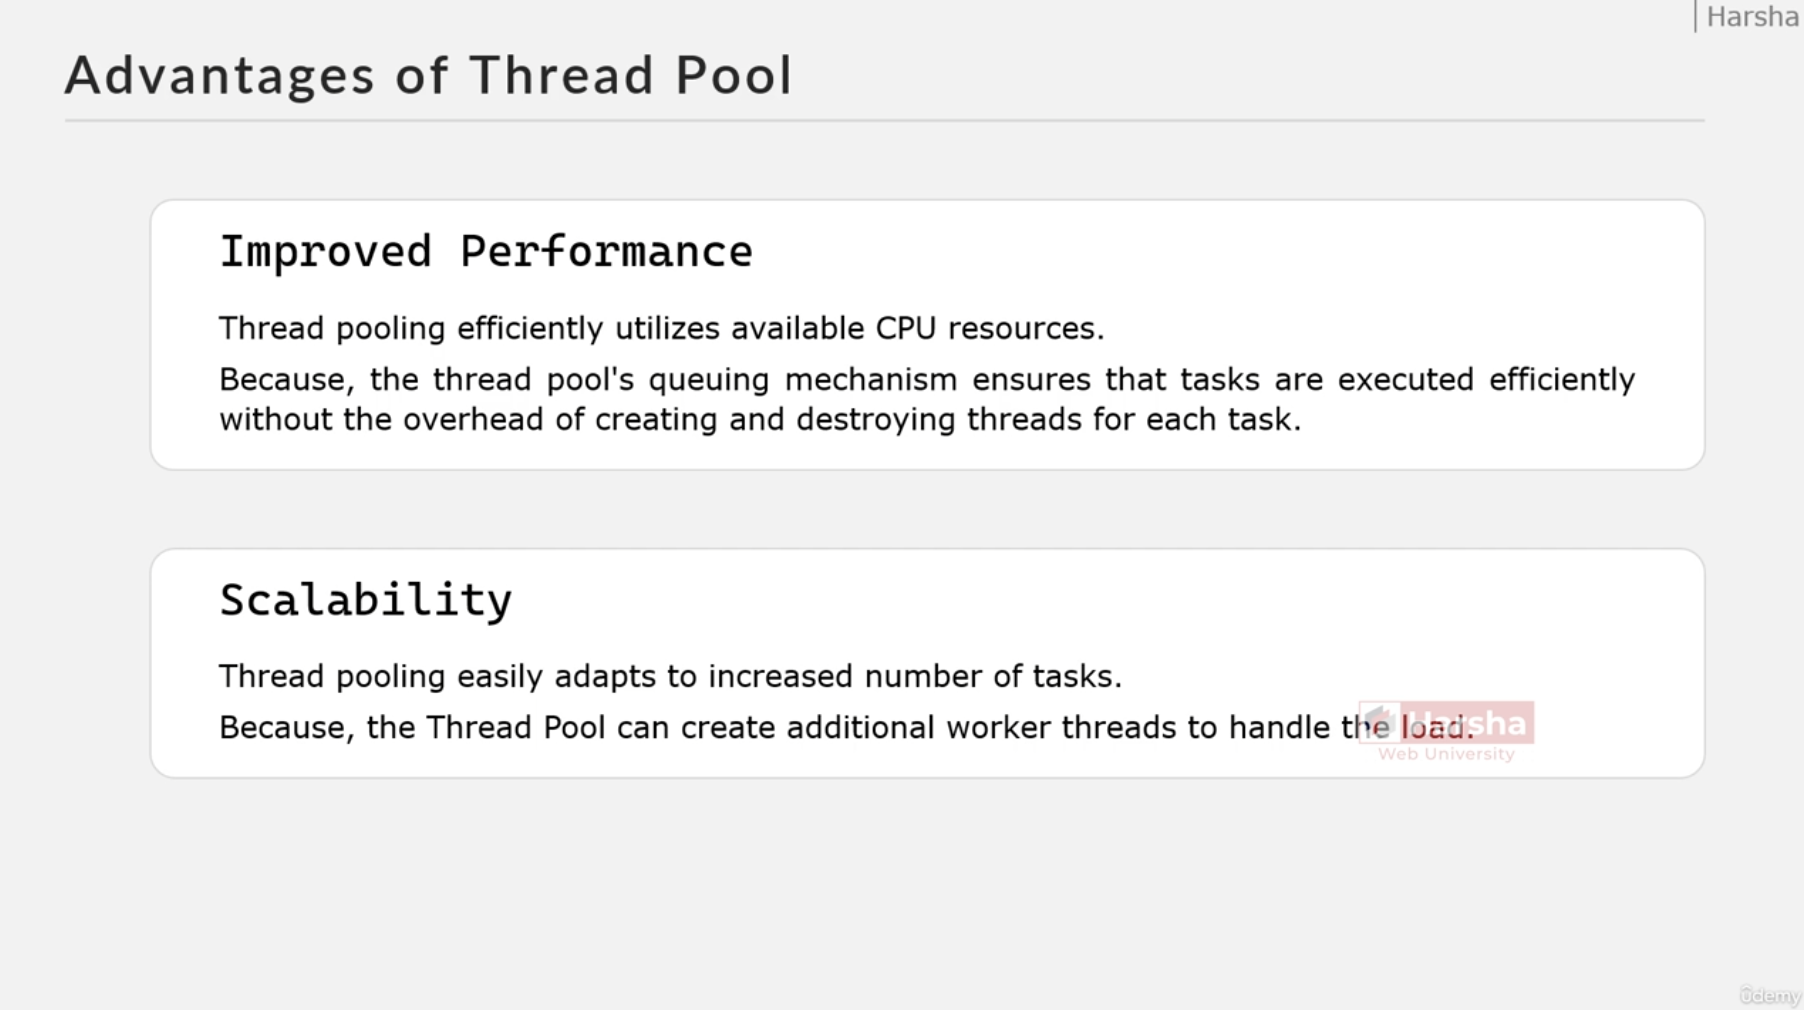 Harsha
Advantages of Thread Pool
Improved Performance
Thread pooling efficiently utilizes available CPU resources.
Because, the thread pool's queuing mechanism ensures that tasks are executed efficiently
without the overhead of creating and destroying threads for each task.
Scalability
Thread pooling easily adapts to increased number of tasks.
Because, the Thread Pool can create additional worker threads to handle the load.
Harsha
Web University
ûdemy